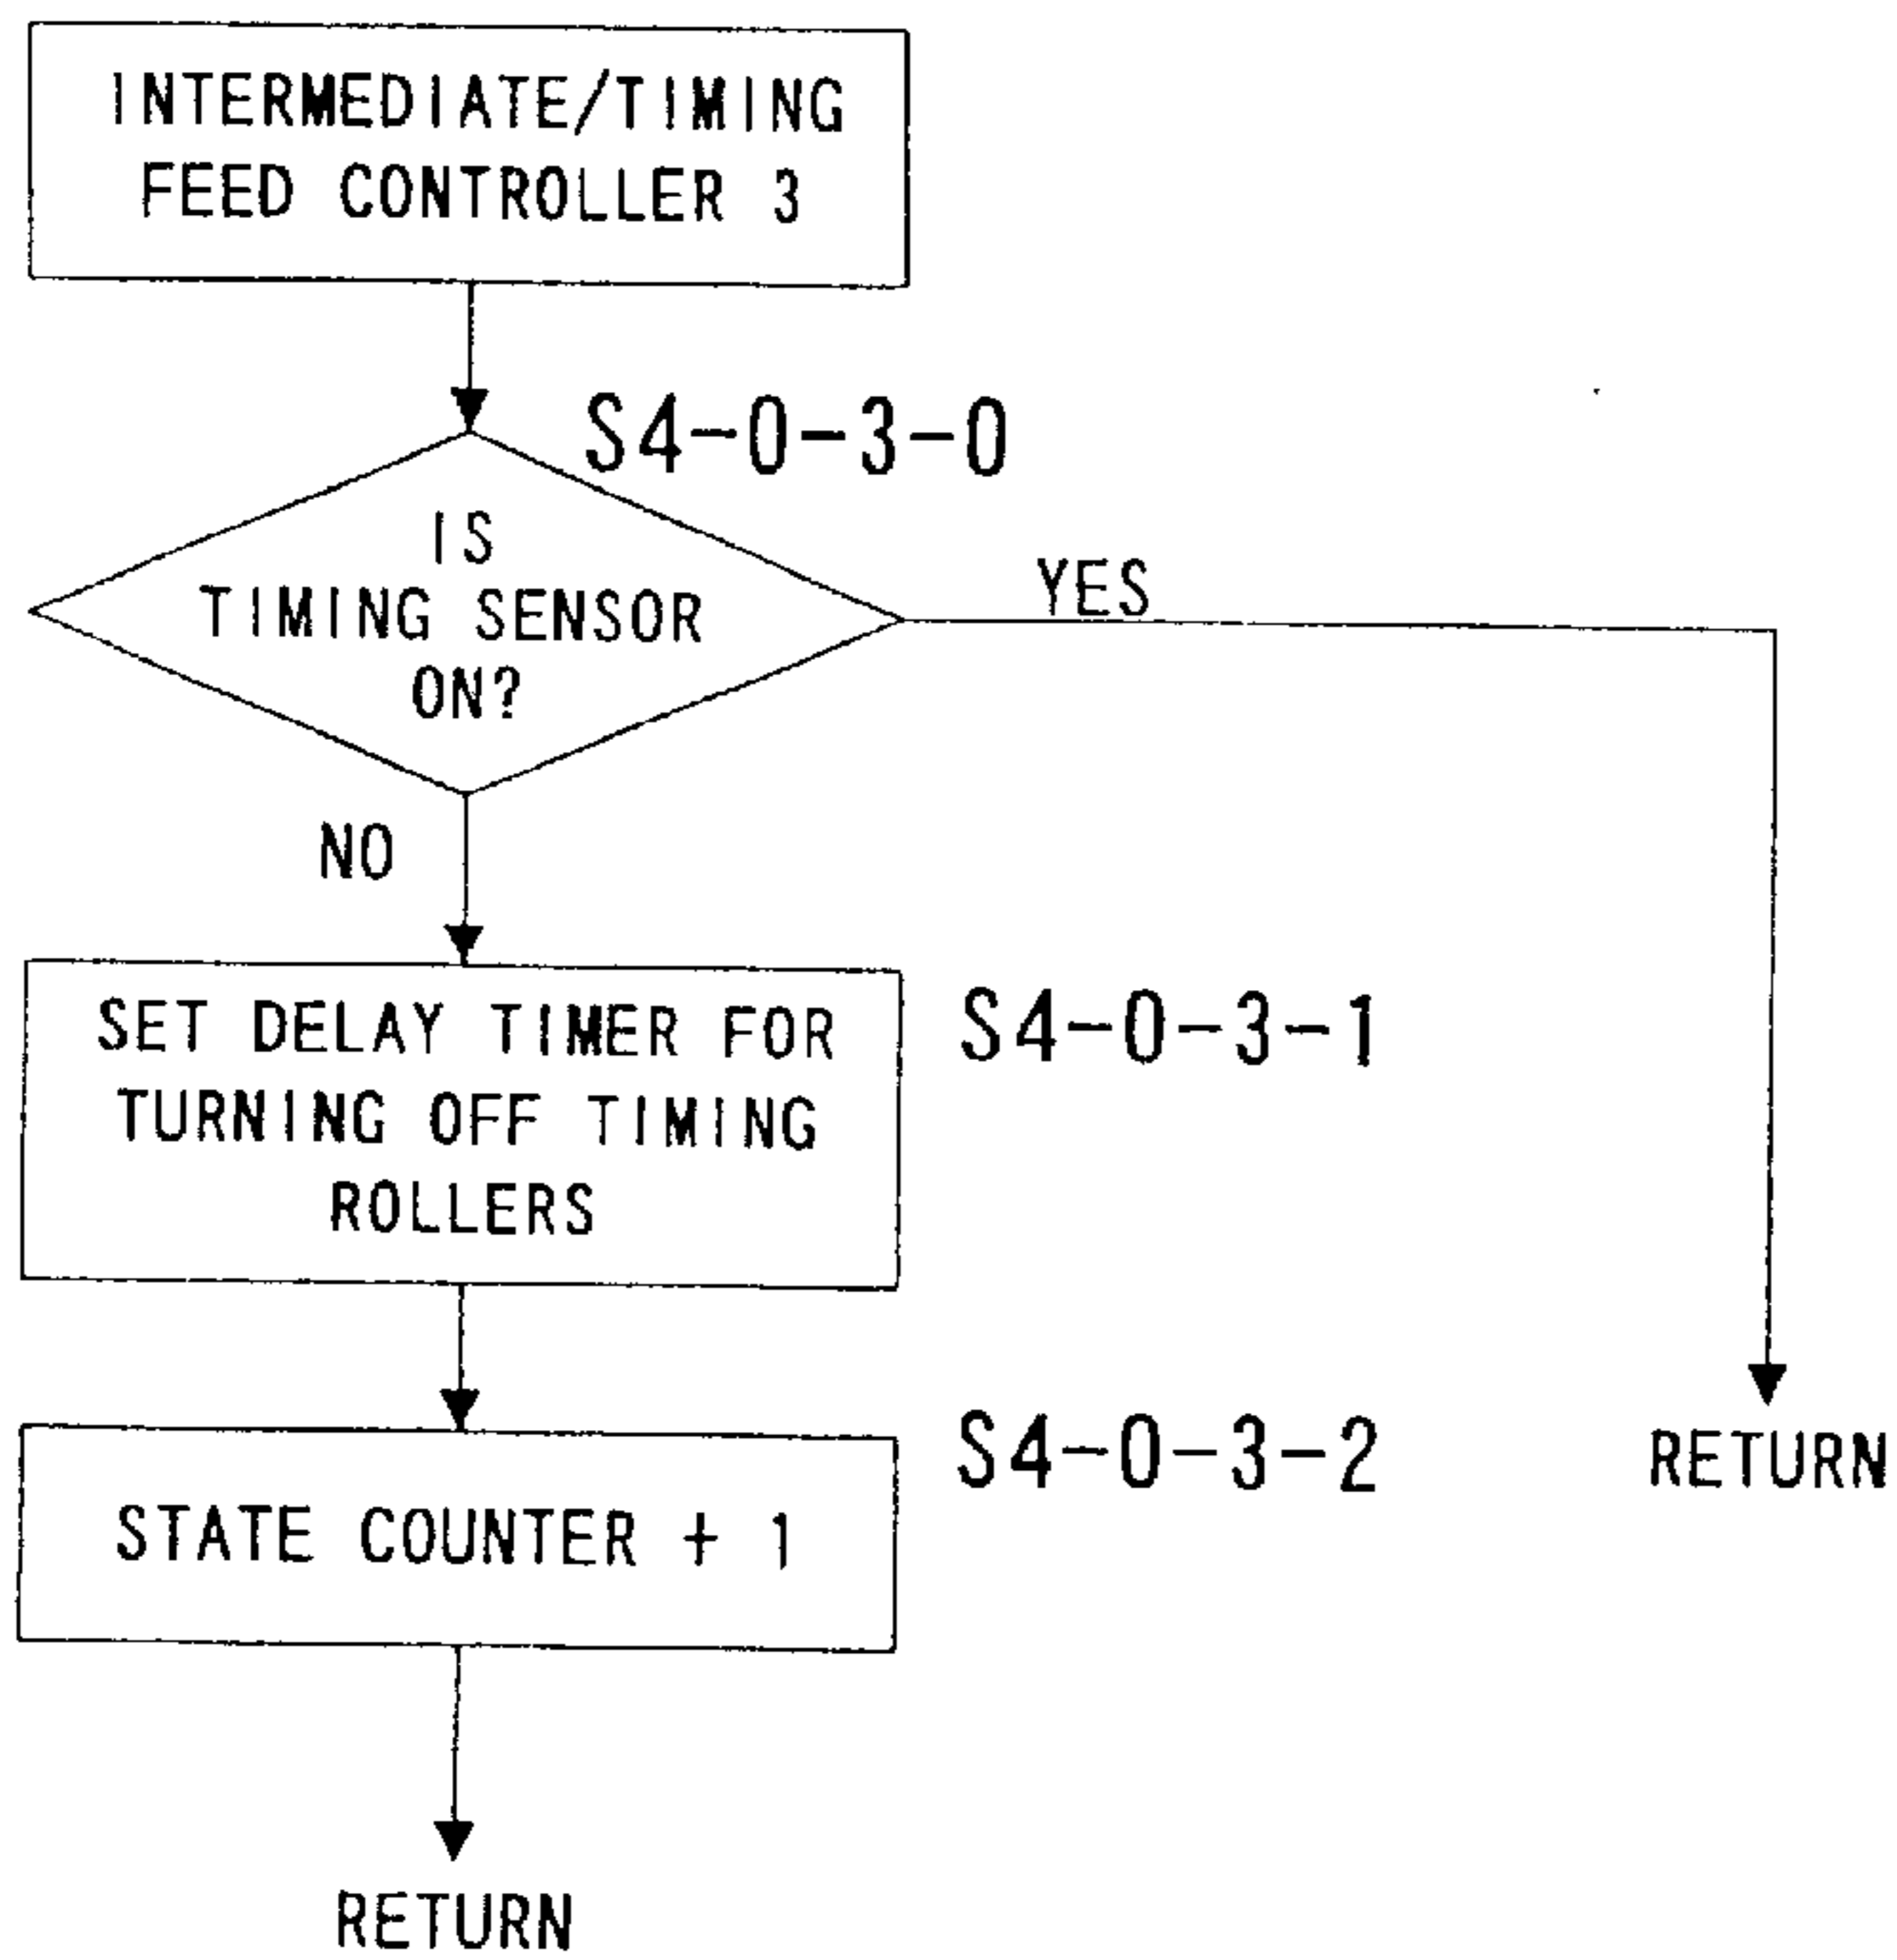 INTERMEDIATE/TIMING
FEED CONTROLLER 3
S4-0-3-0
IS
TIMING SENSOR
ON?
YES
NO
SET DELAY TIMER FOR
TURNING OFF TIMING
ROLLERS
S4-0-3-1
STATE COUNTER + 1
S4-0-3-2
RETURN
RETURN